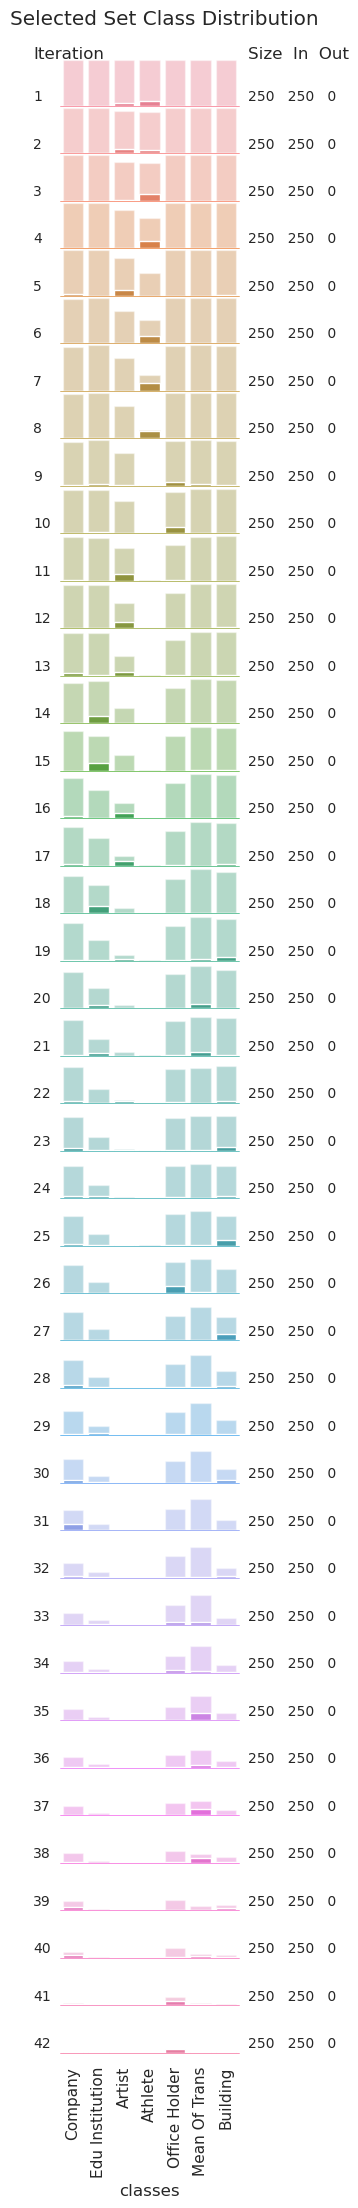 Selected Set Class Distribution
Iteration Size In Out
1 250 250 0
2 250 250 0
3 250 250 0
4 250 250 0
5 250 250 0
6 250 250 0
7 250 250 0
8 250 250 0
9 250 250 0
10 250 250 0
11 250 250 0
12 250 250 0
13 250 250 0
14 250 250 0
15 250 250 0
16 250 250 0
17 250 250 0
18 250 250 0
19 250 250 0
20 250 250 0
21 250 250 0
22 250 250 0
23 250 250 0
24 250 250 0
25 250 250 0
26 250 250 0
27 250 250 0
28 250 250 0
29 250 250 0
30 250 250 0
31 250 250 0
32 250 250 0
33 250 250 0
34 250 250 0
35 250 250 0
36 250 250 0
37 250 250 0
38 250 250 0
39 250 250 0
40 250 250 0
41 250 250 0
42 250 250 0
Company
Edu Institution
Artist
Athlete
Office Holder
Mean Of Trans
Building
classes